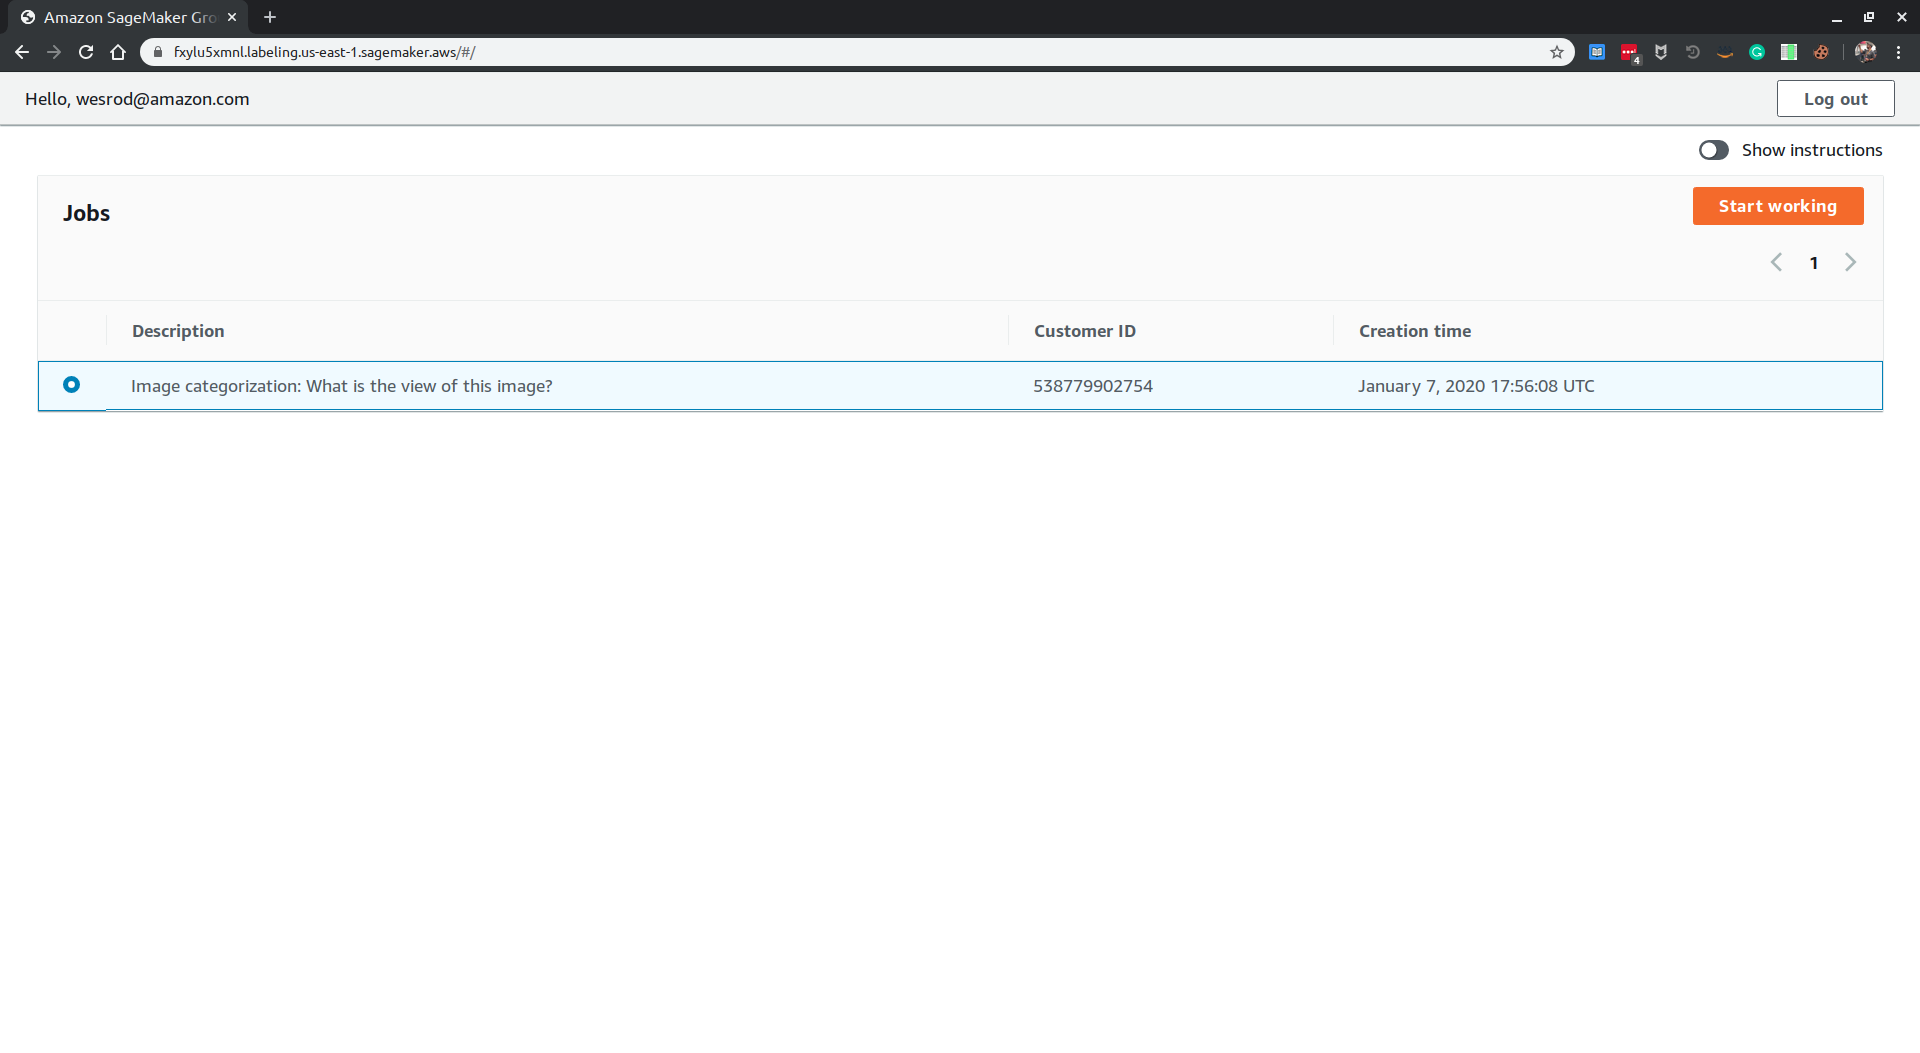 Amazon SageMaker Gro
fxylu5xmnl.labeling.us-east-1.sagemaker.aws/#/
4
Hello, wesrod@amazon.com
Log out
Show instructions
Jobs
Start working
1
Description Customer ID Creation time
Image categorization: What is the view of this image? 538779902754 January 7, 2020 17:56:08 UTC